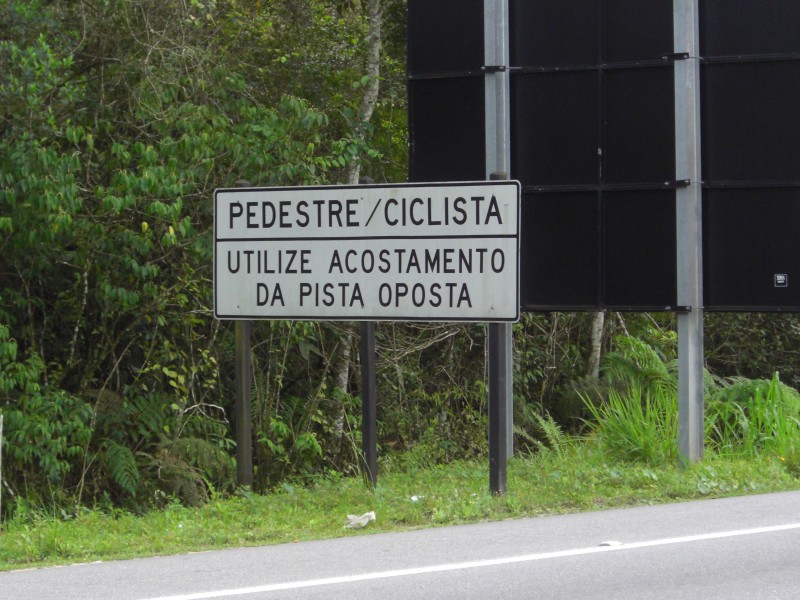 PEDESTRE/CICLISTA
UTILIZE ACOSTAMENTO
DA PISTA OPOSTA